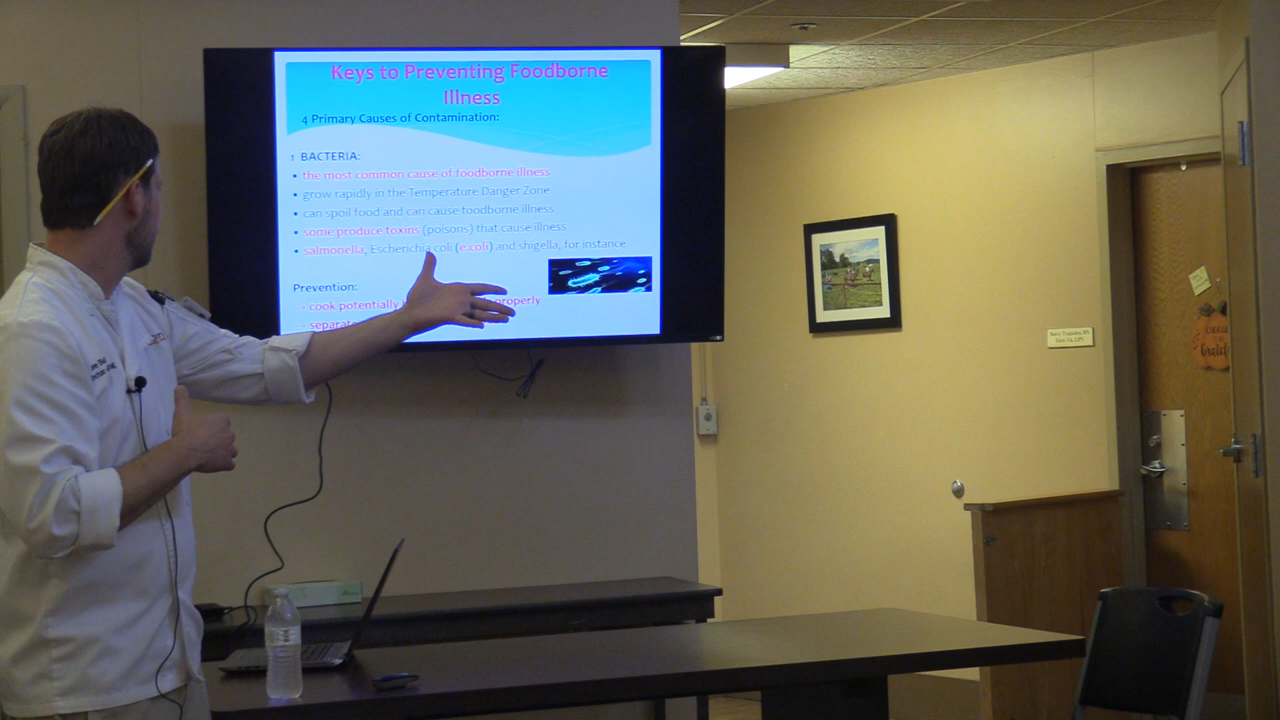 Keys to Preventing Foodborne
Illness
4 Primary Causes of Contamination:
1 BACTERIA:
• the most common cause of foodborne illness
• grow rapidly in the Temperature Danger Zone
• can spoil food and can cause foodborne illness
• some produce toxins (poisons) that cause illness
• salmonella, Escherichia coli (e.coli) and shigella, for instance
Prevention:
→ cook potentially properly
→ separate